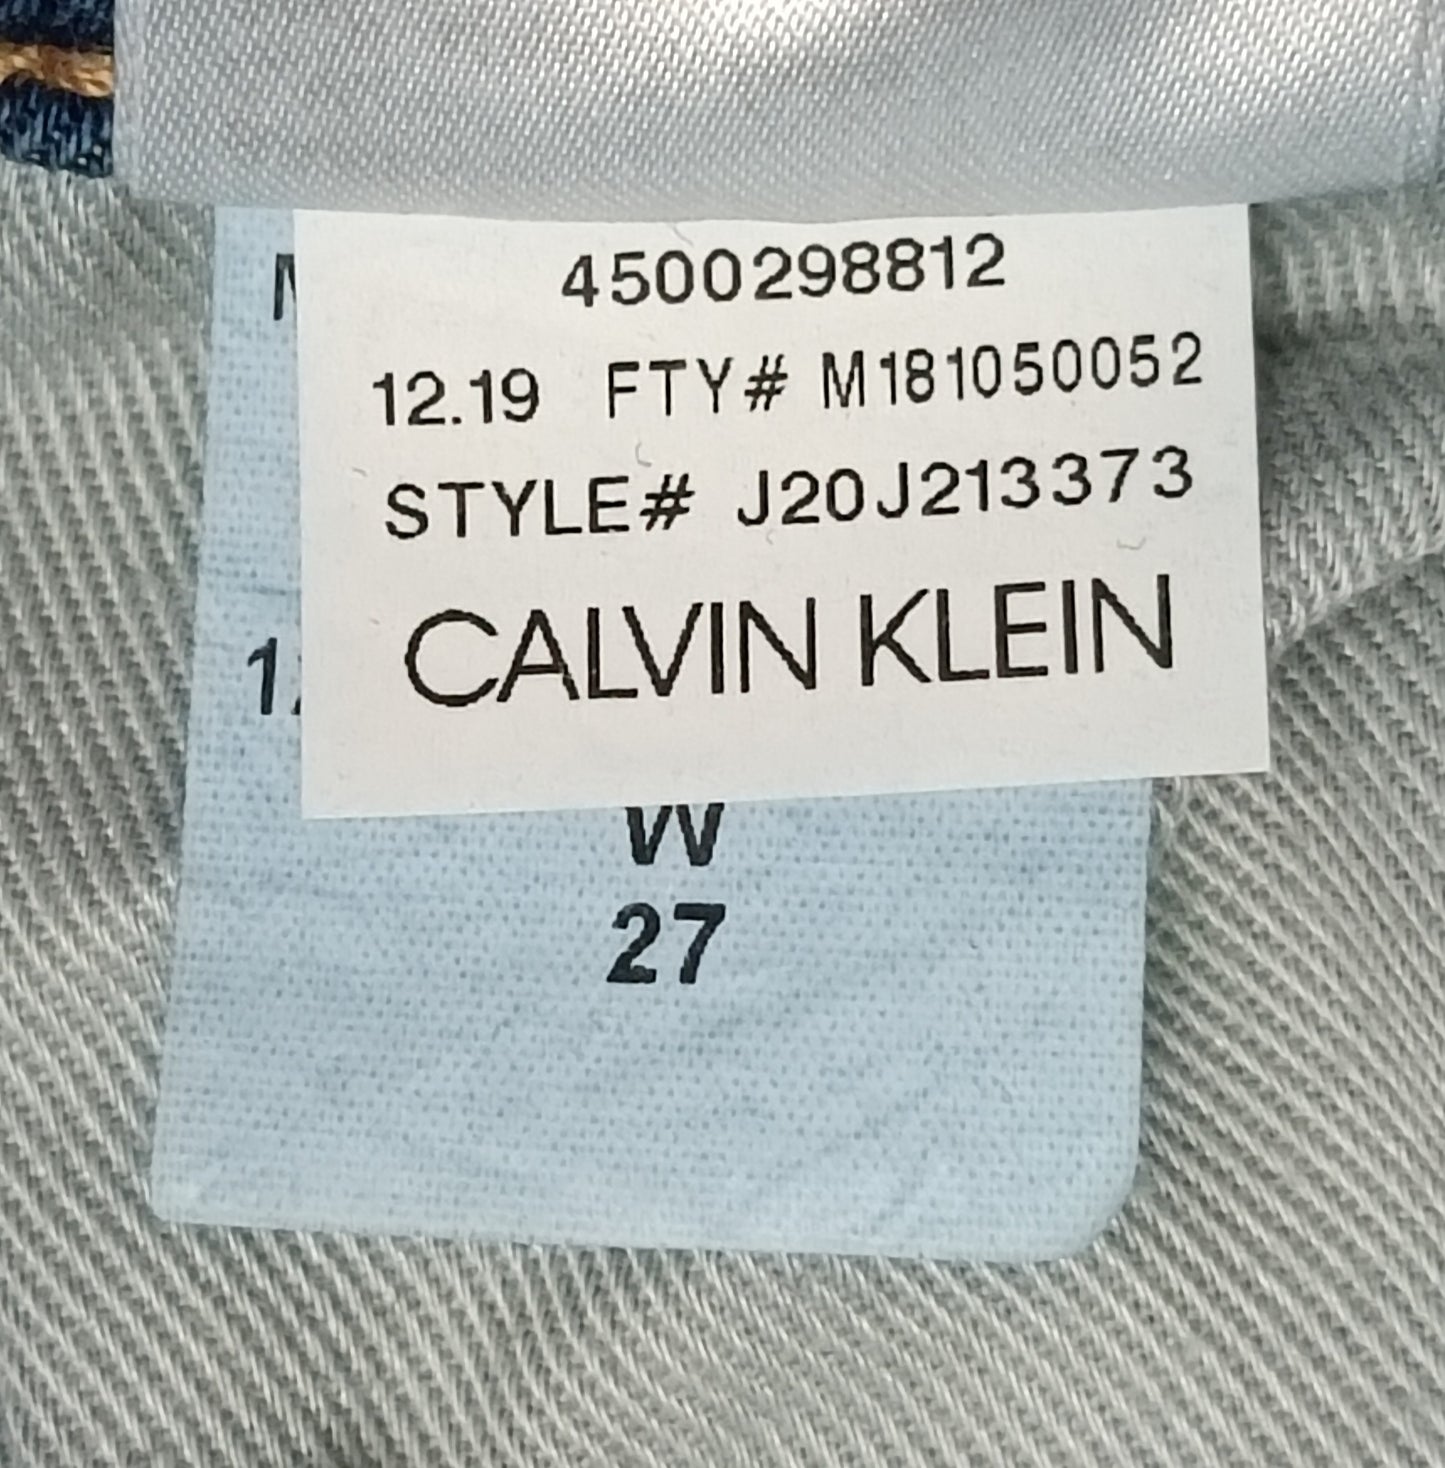 4500298812
12.19 FTY# M181050052
STYLE# J20J213373
CALVIN KLEIN
W
27